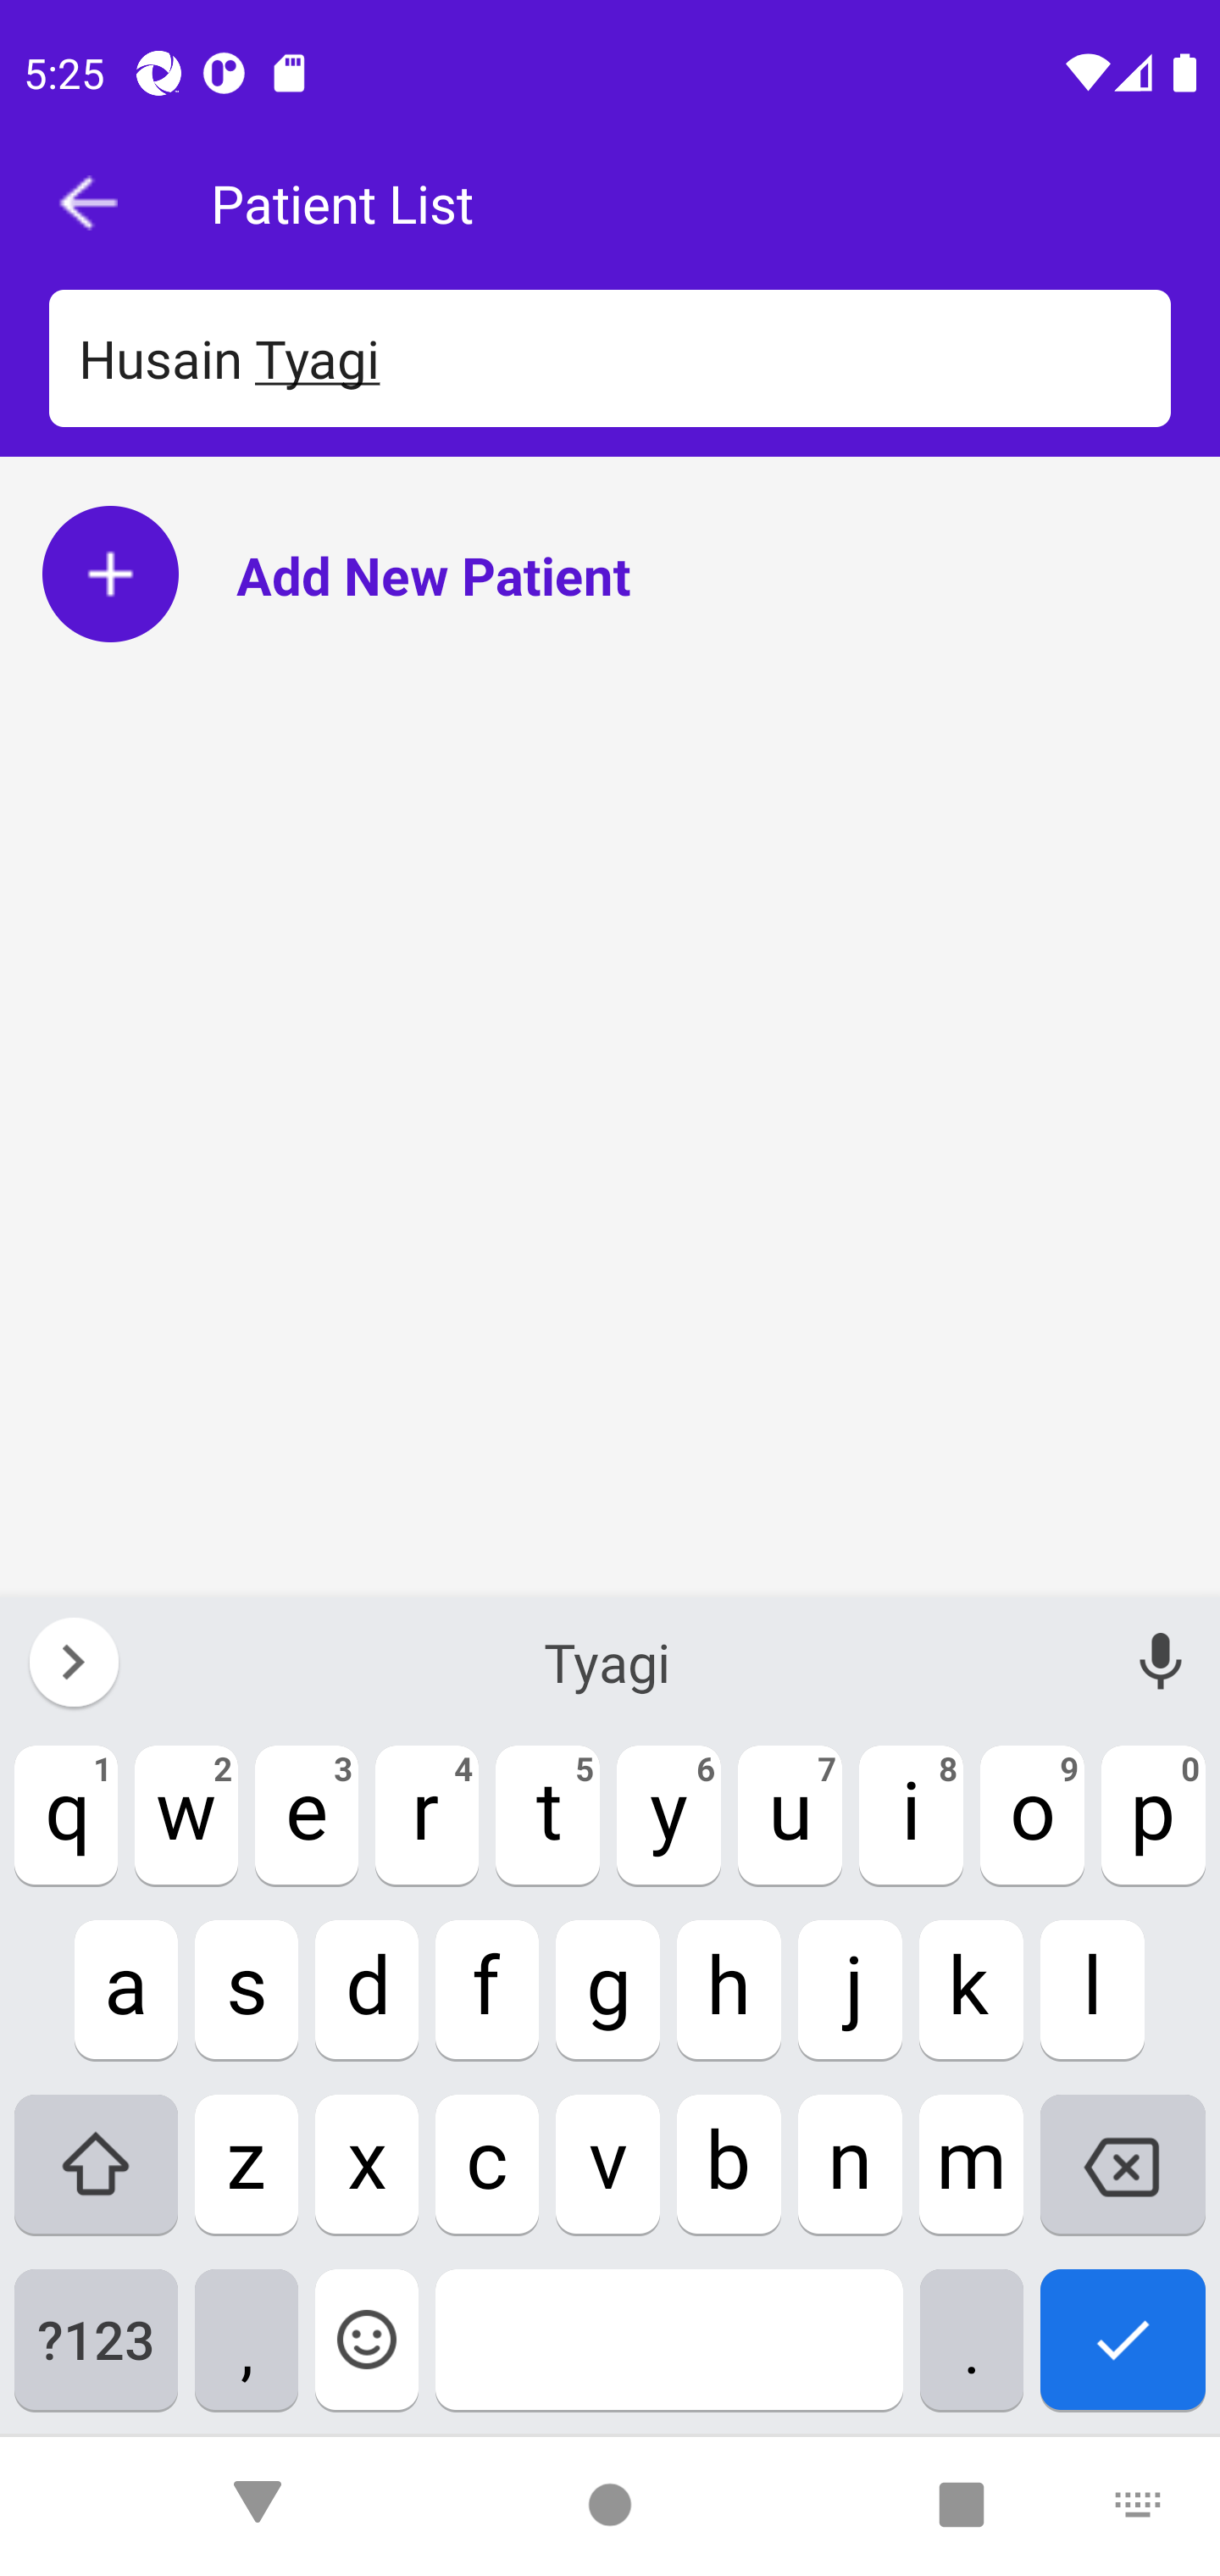 5:25
Patient List
Husain Tyagi
Add New Patient
Tyagi
1 2 3 4 5 6 7 8 9 0
q w e r t y u i o p
a s d f g h j k l
z x c v b n m
?123 , .